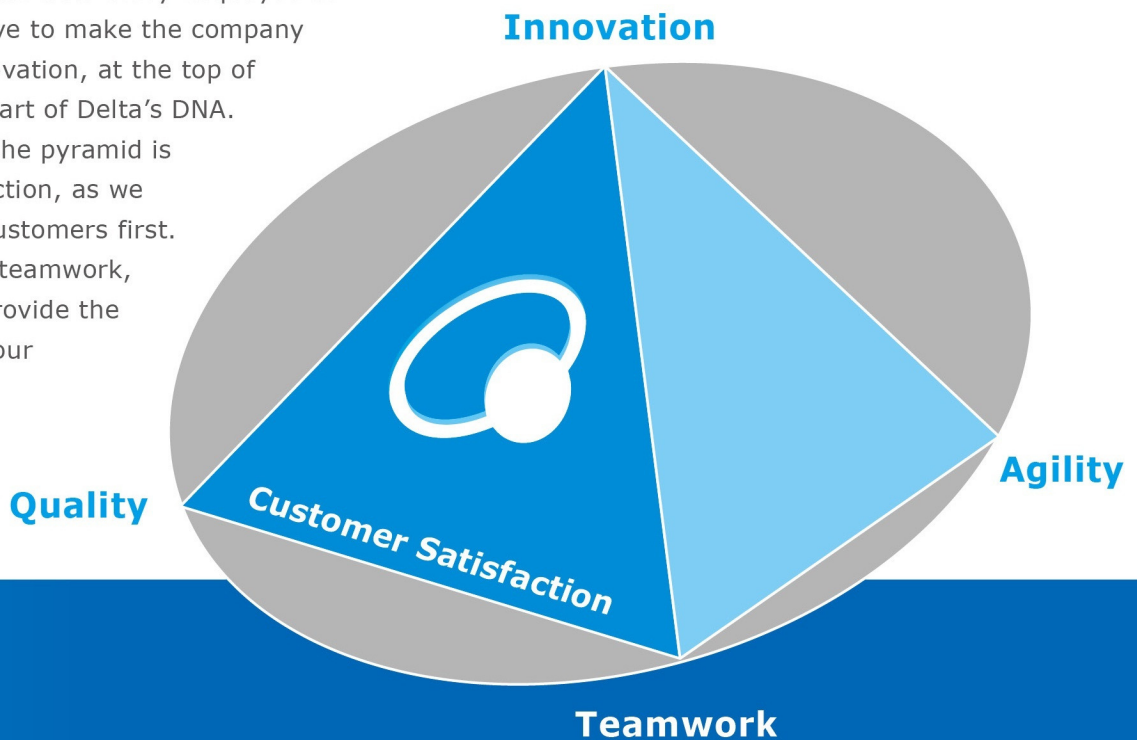 Innovation
ve to make the company
vation, at the top of
art of Delta's DNA.
he pyramid is
ction, as we
ustomers first.
teamwork,
rovide the
our
Agility
Quality
Customer Satisfaction
Teamwork